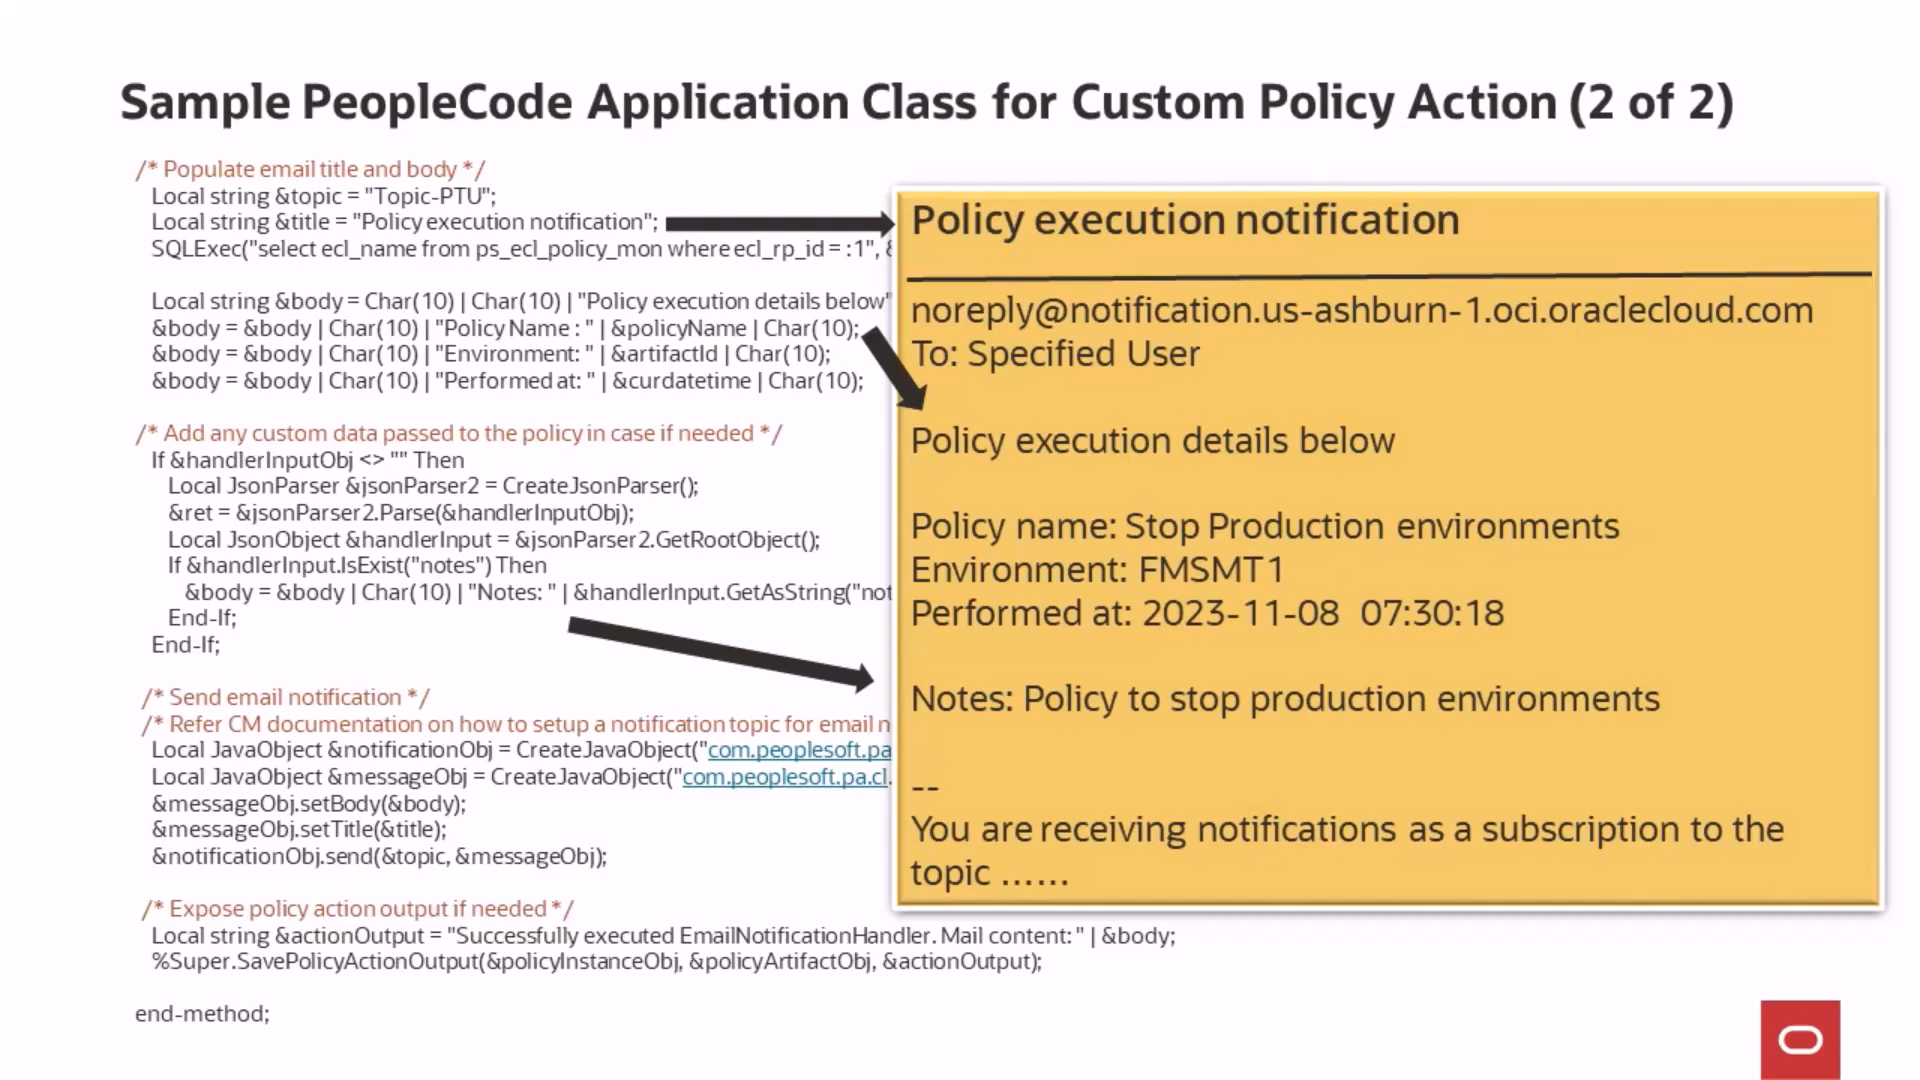 Sample PeopleCode Application Class for Custom Policy Action (2 of 2)
/* Populate email title and body */
Local string &topic = "Topic-PTU";
Local string &title = "Policy execution notification";
SQLExec("select ecl_name from ps_ecl_policy_mon where ecl_rp_id = :1",
Local string &body = Char(10) | Char(10) | "Policy execution details below"
&body = &body | Char(10) | "Policy Name : " | &policyName | Char(10);
&body = &body | Char(10) | "Environment: " | &artifactId | Char(10);
&body = &body | Char(10) | "Performed at: " | &curdatetime | Char(10);
/* Add any custom data passed to the policy in case if needed */
If &handlerInputObj <> "" Then
Local JsonParser &jsonParser2 = CreateJsonParser();
&ret = &jsonParser2.Parse(&handlerInputObj);
Local JsonObject &handlerInput = &jsonParser2.GetRootObject();
If &handlerInput.IsExist("notes") Then
&body = &body | Char(10) | "Notes: " | &handlerInput.GetAsString("not
End-If;
End-If;
/* Send email notification */
/* Refer CM documentation on how to setup a notification topic for email n
Local JavaObject &notificationObj = CreateJavaObject("com.peoplesoft.pa
Local JavaObject &messageObj = CreateJavaObject("com.peoplesoft.pa.cl.
&messageObj.setBody(&body);
&messageObj.setTitle(&title);
&notificationObj.send(&topic, &messageObj);
/* Expose policy action output if needed */
Local string &actionOutput = "Successfully executed EmailNotificationHandler. Mail content: " | &body;
%Super.SavePolicyActionOutput(&policyInstanceObj, &policyArtifactObj, &actionOutput);
end-method;
Policy execution notification
noreply@notification.us-ashburn-1.oci.oraclecloud.com
To: Specified User
Policy execution details below
Policy name: Stop Production environments
Environment: FMSMT1
Performed at: 2023-11-08 07:30:18
Notes: Policy to stop production environments
--
You are receiving notifications as a subscription to the
topic ......